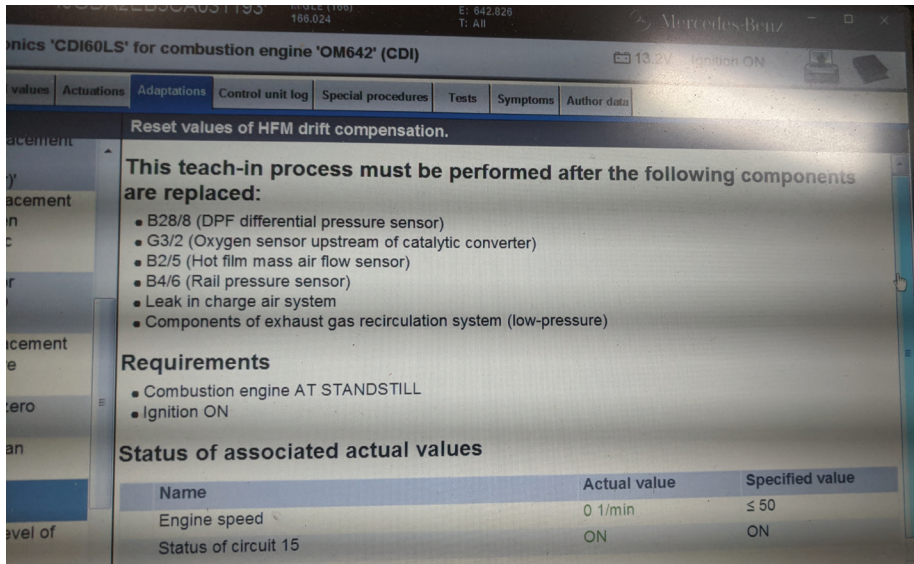 166.024
E: 642.826
T: All
Mercedes-Benz
onics 'CDI60LS' for combustion engine 'OM642' (CDI)
13.2V Ignition ON
values Actuations Adaptations Control unit log Special procedures Tests Symptoms Author data
Reset values of HFM drift compensation.
acement
This teach-in process must be performed after the following components
are replaced:
acement
• B28/8 (DPF differential pressure sensor)
• G3/2 (Oxygen sensor upstream of catalytic converter)
• B2/5 (Hot film mass air flow sensor)
• B4/6 (Rail pressure sensor)
• Leak in charge air system
• Components of exhaust gas recirculation system (low-pressure)
acement
Requirements
• Combustion engine AT STANDSTILL
• Ignition ON
zero
an
Status of associated actual values
Name Actual value Specified value
Engine speed 0 1/min ≤ 50
evel of
Status of circuit 15 ON ON